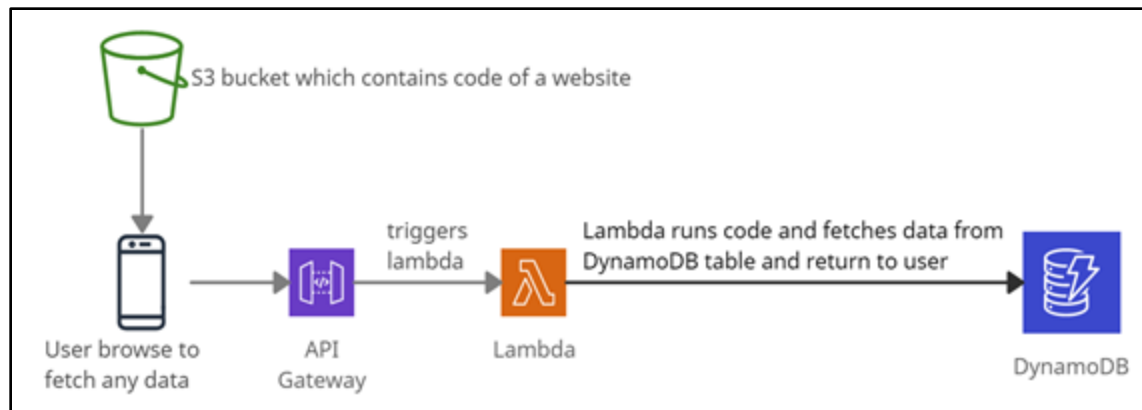 S3 bucket which contains code of a website
triggers
lambda
Lambda runs code and fetches data from
DynamoDB table and return to user
User browse to
fetch any data
API
Gateway
Lambda
DynamoDB